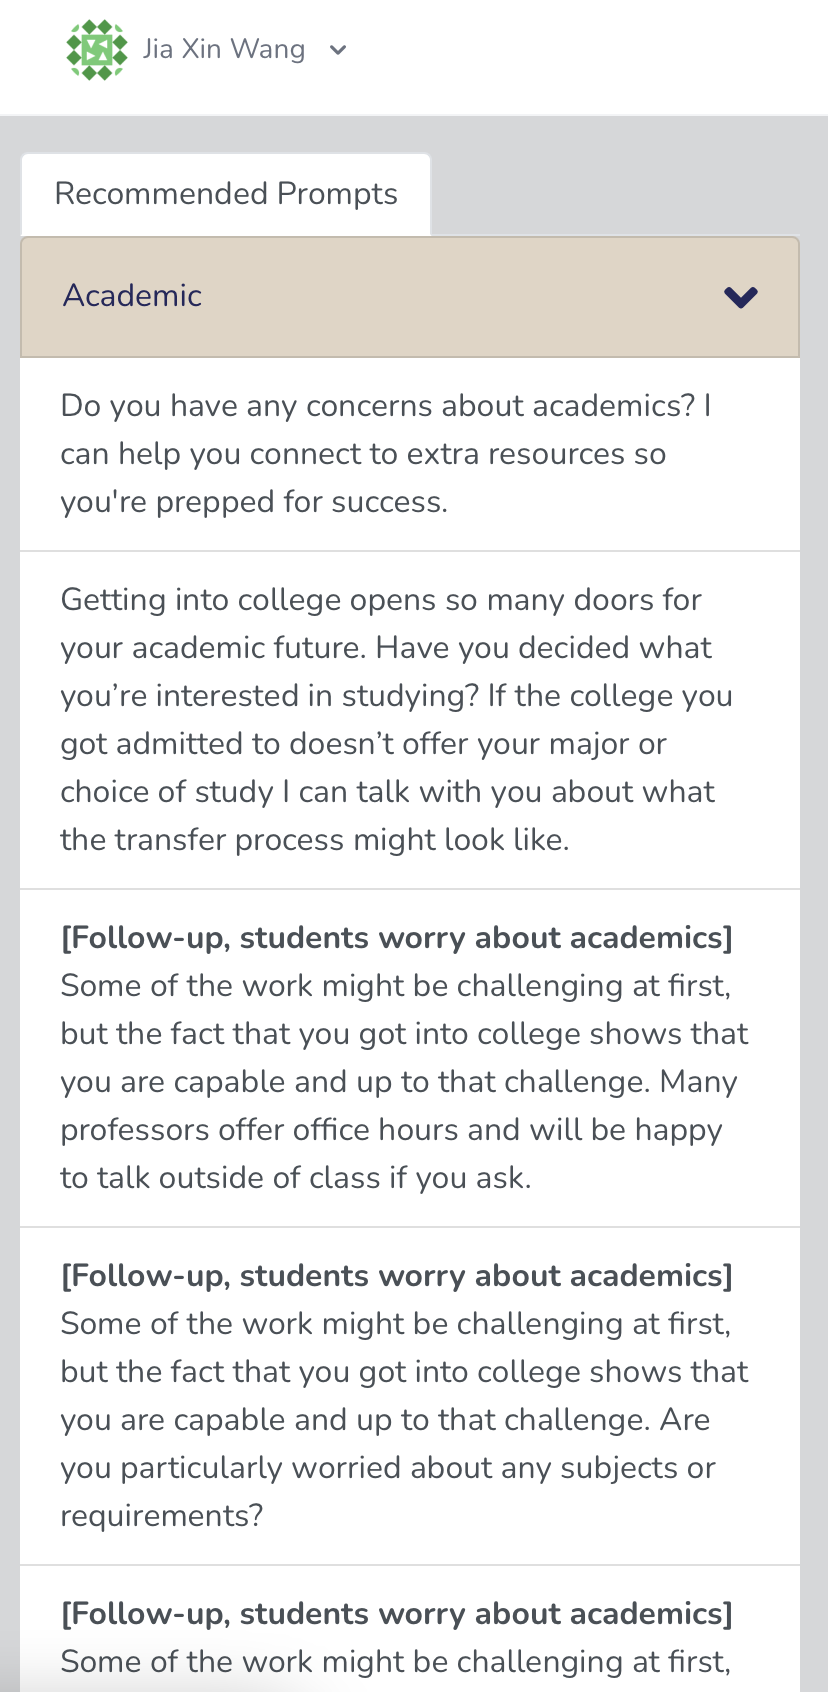 Jia Xin Wang
Recommended Prompts
Academic
Do you have any concerns about academics? I
can help you connect to extra resources so
you're prepped for success.
Getting into college opens so many doors for
your academic future. Have you decided what
you’re interested in studying? If the college you
got admitted to doesn’t offer your major or
choice of study I can talk with you about what
the transfer process might look like.
[Follow-up, students worry about academics]
Some of the work might be challenging at first,
but the fact that you got into college shows that
you are capable and up to that challenge. Many
professors offer office hours and will be happy
to talk outside of class if you ask.
[Follow-up, students worry about academics]
Some of the work might be challenging at first,
but the fact that you got into college shows that
you are capable and up to that challenge. Are
you particularly worried about any subjects or
requirements?
[Follow-up, students worry about academics]
Some of the work might be challenging at first,